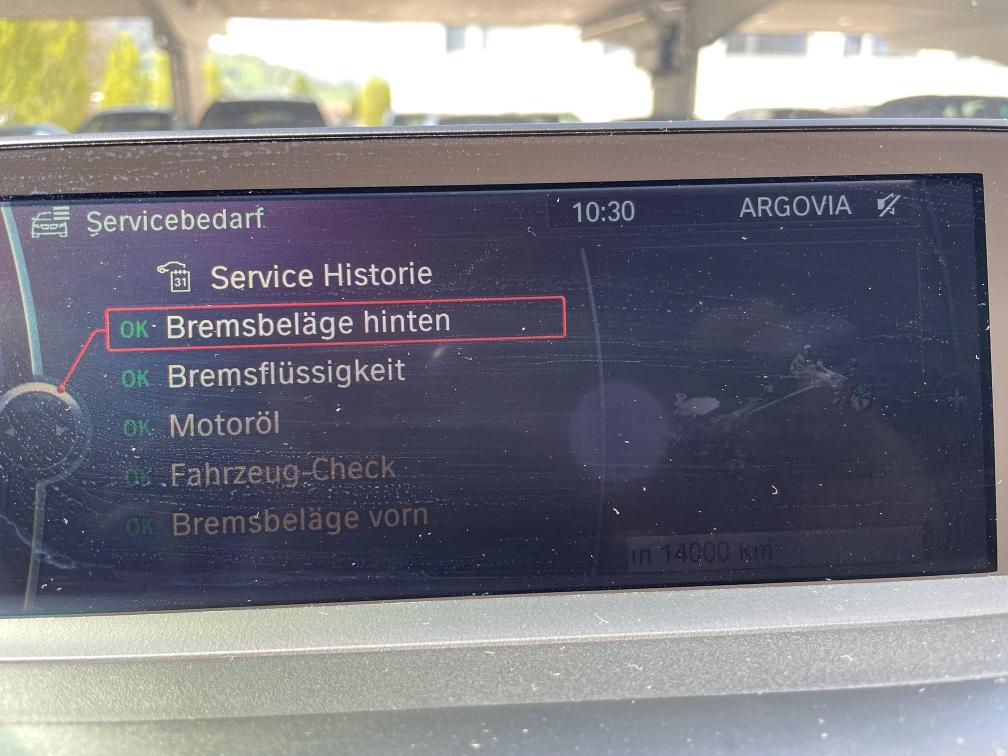 Servicebedarf 10:30 ARGOVIA
31 Service Historie
OK Bremsbeläge hinten
OK Bremsflüssigkeit
OK Motoröl
OK Fahrzeug-Check
OK Bremsbeläge vorn
in 14000 km